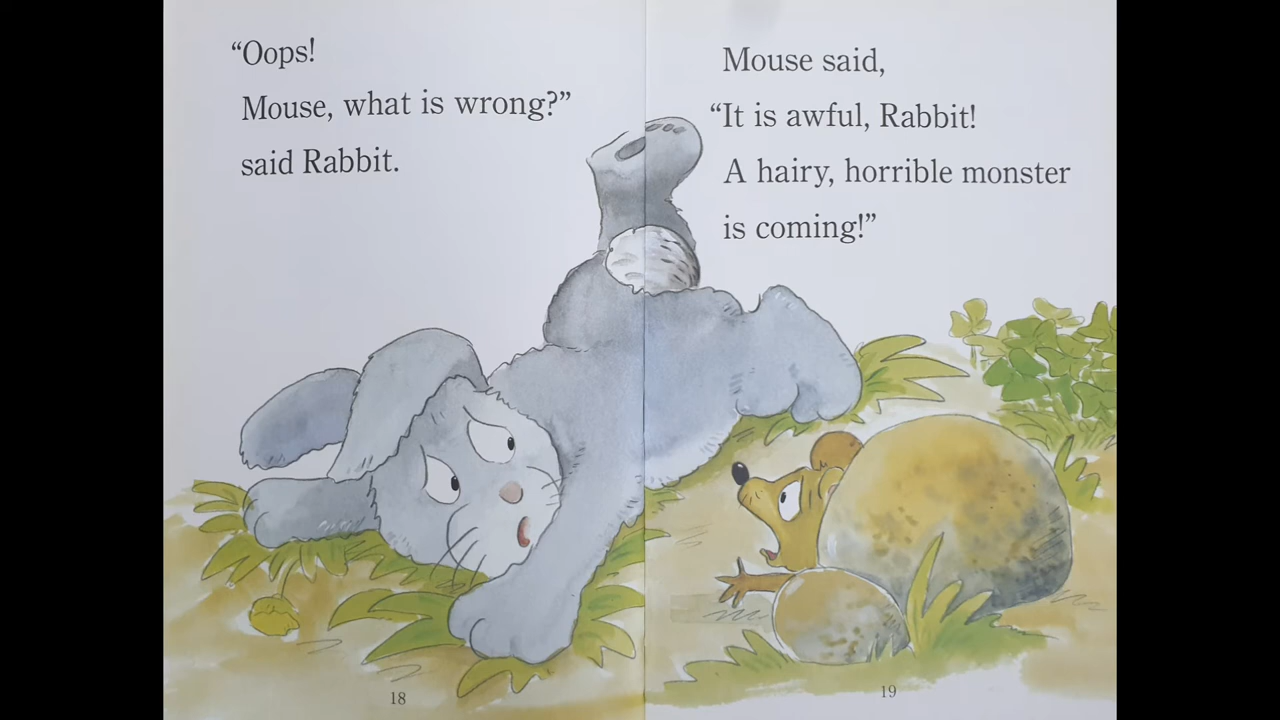 “Oops!
Mouse, what is wrong?”
said Rabbit.
18
Mouse said,
“It is awful, Rabbit!
A hairy, horrible monster
is coming!”
19